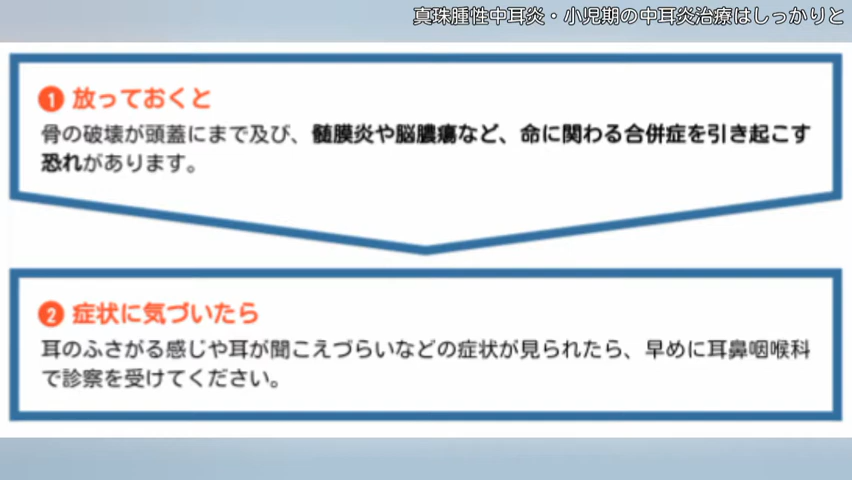 真珠腫性中耳炎・小児期の中耳炎治療はしっかりと
1 放っておくと
骨の破壊が頭蓋にまで及び、髄膜炎や脳膿瘍など、命に関わる合併症を引き起こす
恐れがあります。
2 症状に気づいたら
耳のふさがる感じや耳が聞こえづらいなどの症状が見られたら、早めに耳鼻咽喉科
で診察を受けてください。